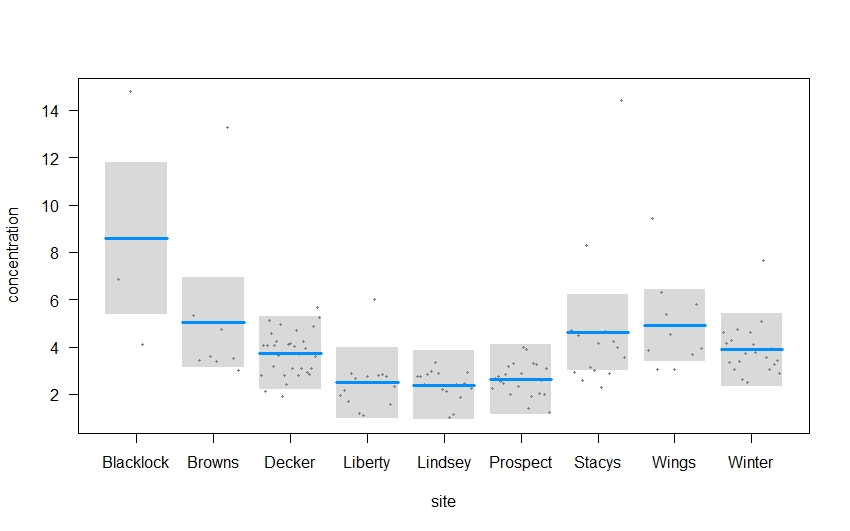 concentration
14
12
10
8
6
4
2
Blacklock Browns Decker Liberty Lindsey Prospect Stacys Wings Winter
site